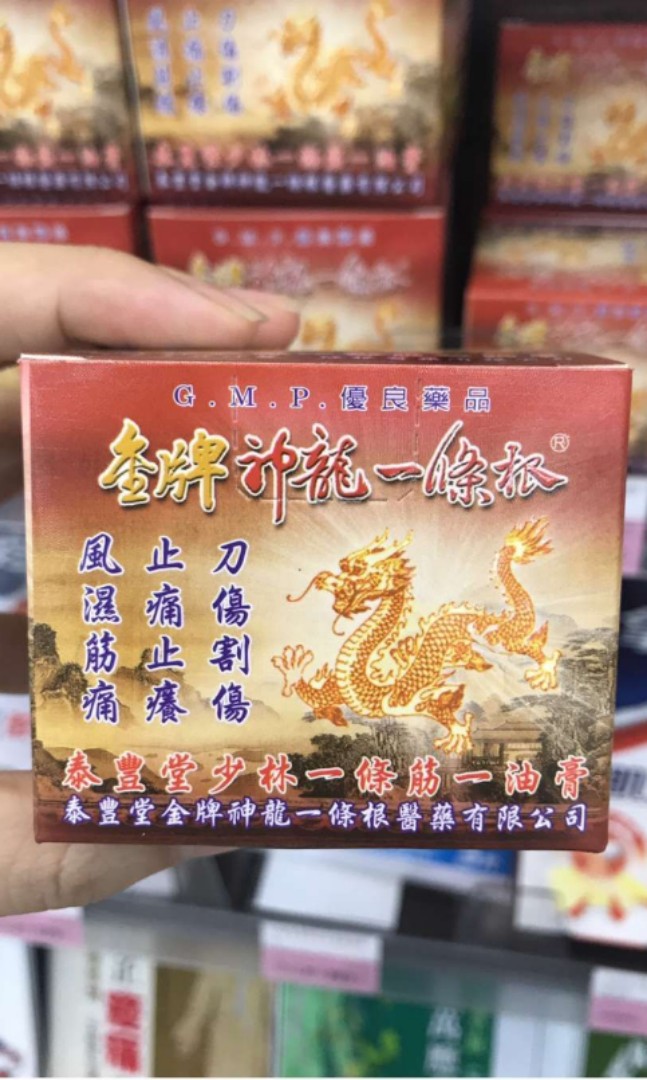 G.M.P.優良藥品
金牌神龍一條根®
刀傷割傷
止痛止癢
風濕筋痛
泰豐堂少林一條筋一油膏
泰豐堂金牌神龍一條根醫藥有限公司